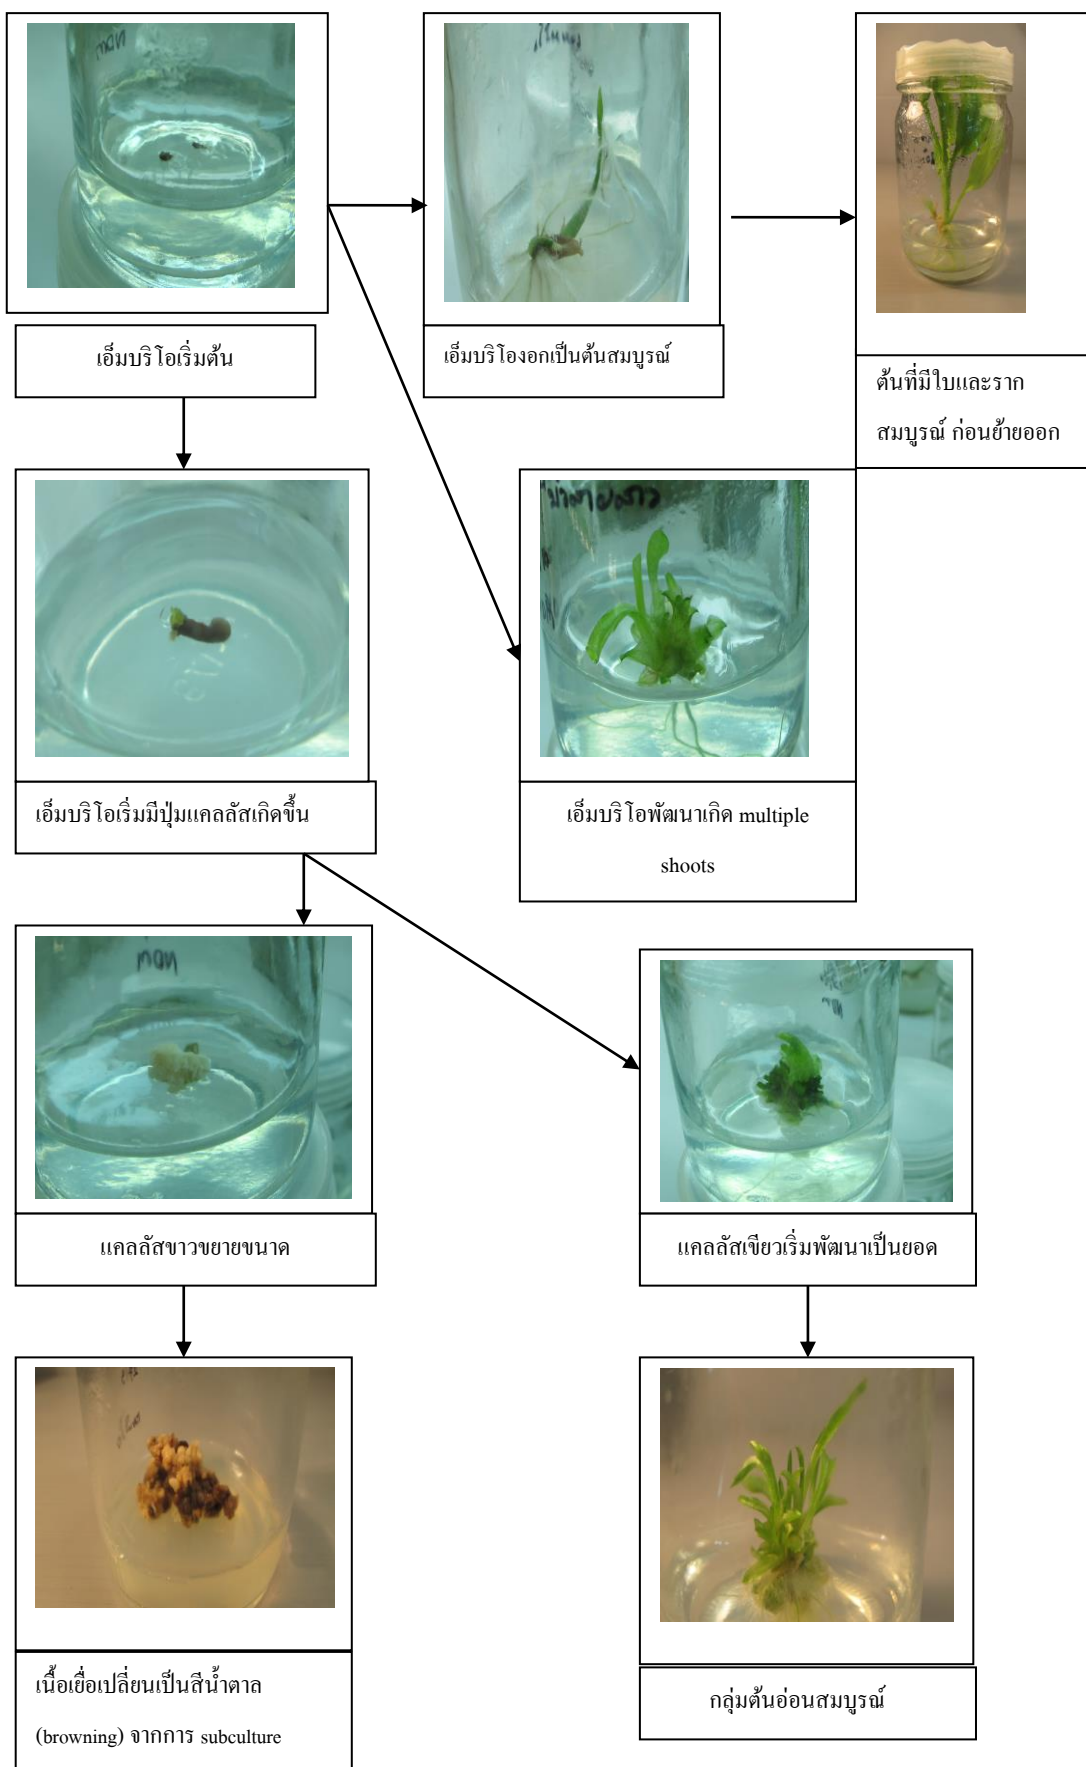 เอ็มบริโอเริ่มต้น
เอ็มบริโองอกเป็นต้นสมบูรณ์
ต้นที่มีใบและราก
สมบูรณ์ ก่อนย้ายออก
เอ็มบริโอเริ่มมีปุ่มแคลลัสเกิดขึ้น
เอ็มบริโอพัฒนาเกิด multiple
shoots
แคลลัสขาวขยายขนาด
แคลลัสเขียวเริ่มพัฒนาเป็นยอด
เนื้อเยื่อเปลี่ยนเป็นสีน้ำตาล
(browning) จากการ subculture
กลุ่มต้นอ่อนสมบูรณ์